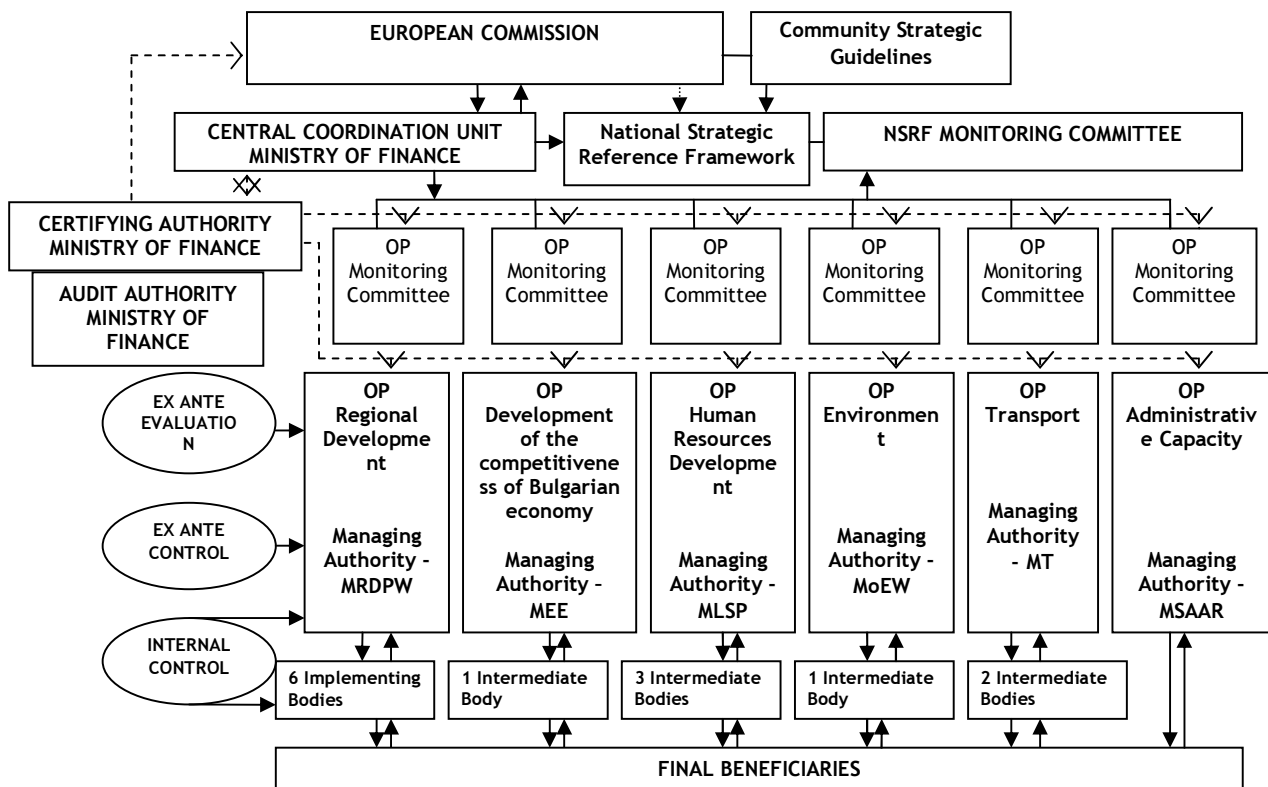 EUROPEAN COMMISSION
Community Strategic
Guidelines
CENTRAL COORDINATION UNIT
MINISTRY OF FINANCE
National Strategic
Reference Framework
NSRF MONITORING COMMITTEE
CERTIFYING AUTHORITY
MINISTRY OF FINANCE
AUDIT AUTHORITY
MINISTRY OF
FINANCE
OP
Monitoring
Committee
OP
Monitoring
Committee
OP
Monitoring
Committee
OP
Monitoring
Committee
OP
Monitoring
Committee
OP
Monitoring
Committee
EX ANTE
EVALUATIO
N
EX ANTE
CONTROL
INTERNAL
CONTROL
OP
Regional
Developme
nt
Managing
Authority -
MRDPW
OP
Development
of the
competitivene
ss of Bulgarian
economy
Managing
Authority –
MEE
OP
Human
Resources
Developme
nt
Managing
Authority -
MLSP
OP
Environmen
t
Managing
Authority -
MoEW
OP
Transport
Managing
Authority
- MT
OP
Administrativ
e Capacity
Managing
Authority-
MSAAR
6 Implementing
Bodies
1 Intermediate
Body
3 Intermediate
Bodies
1 Intermediate
Body
2 Intermediate
Bodies
FINAL BENEFICIARIES